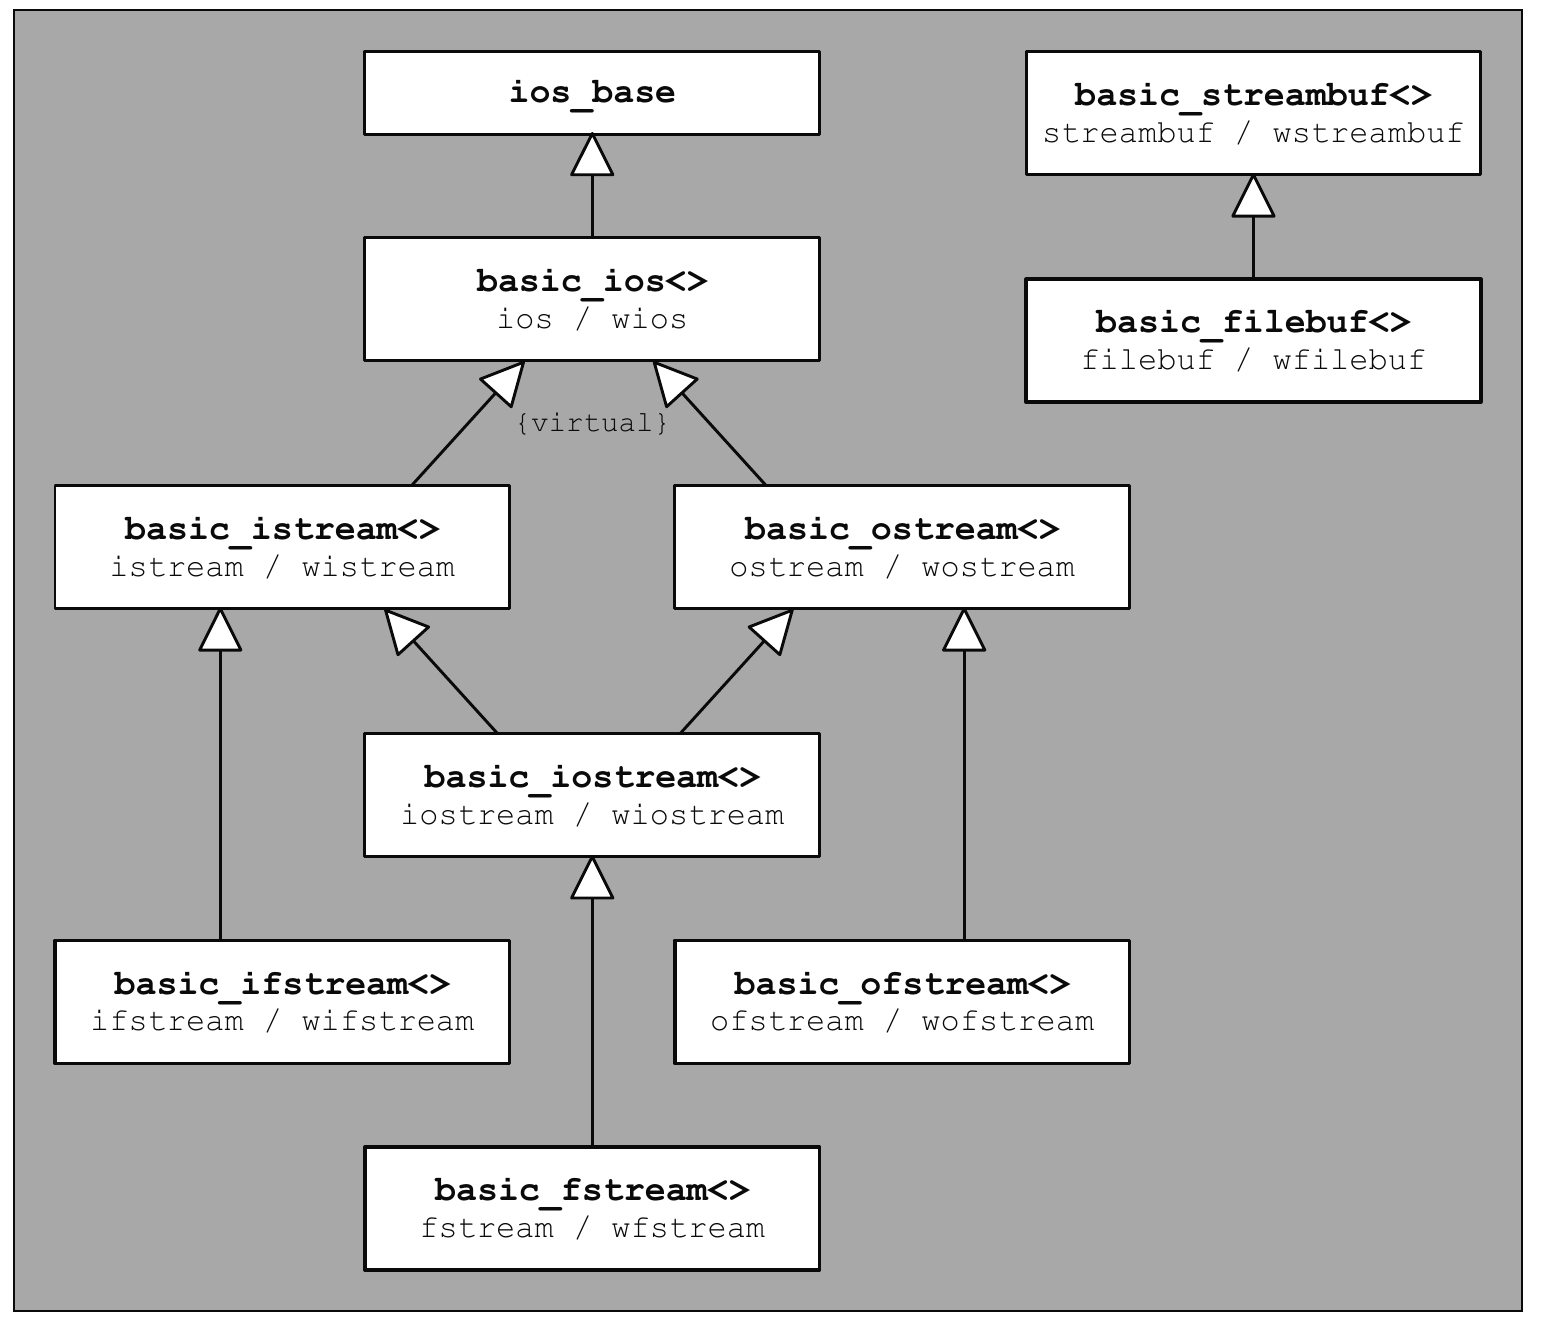 ios_base
basic_streambuf<>
streambuf / wstreambuf
basic_ios<>
ios / wios
basic_filebuf<>
filebuf / wfilebuf
{virtual}
basic_istream<>
istream / wistream
basic_ostream<>
ostream / wostream
basic_iostream<>
iostream / wiostream
basic_ifstream<>
ifstream / wifstream
basic_ofstream<>
ofstream / wofstream
basic_fstream<>
fstream / wfstream